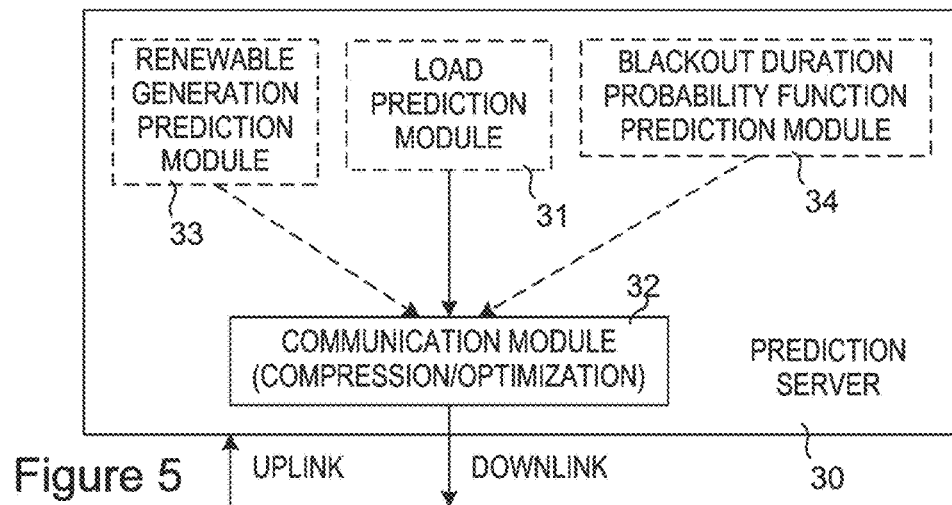 RENEWABLE
GENERATION
PREDICTION
MODULE
33
LOAD
PREDICTION
MODULE
31
BLACKOUT DURATION
PROBABILITY FUNCTION
PREDICTION MODULE
34
32
COMMUNICATION MODULE
(COMPRESSION/OPTIMIZATION)
PREDICTION
SERVER
30
UPLINK
DOWNLINK
Figure 5